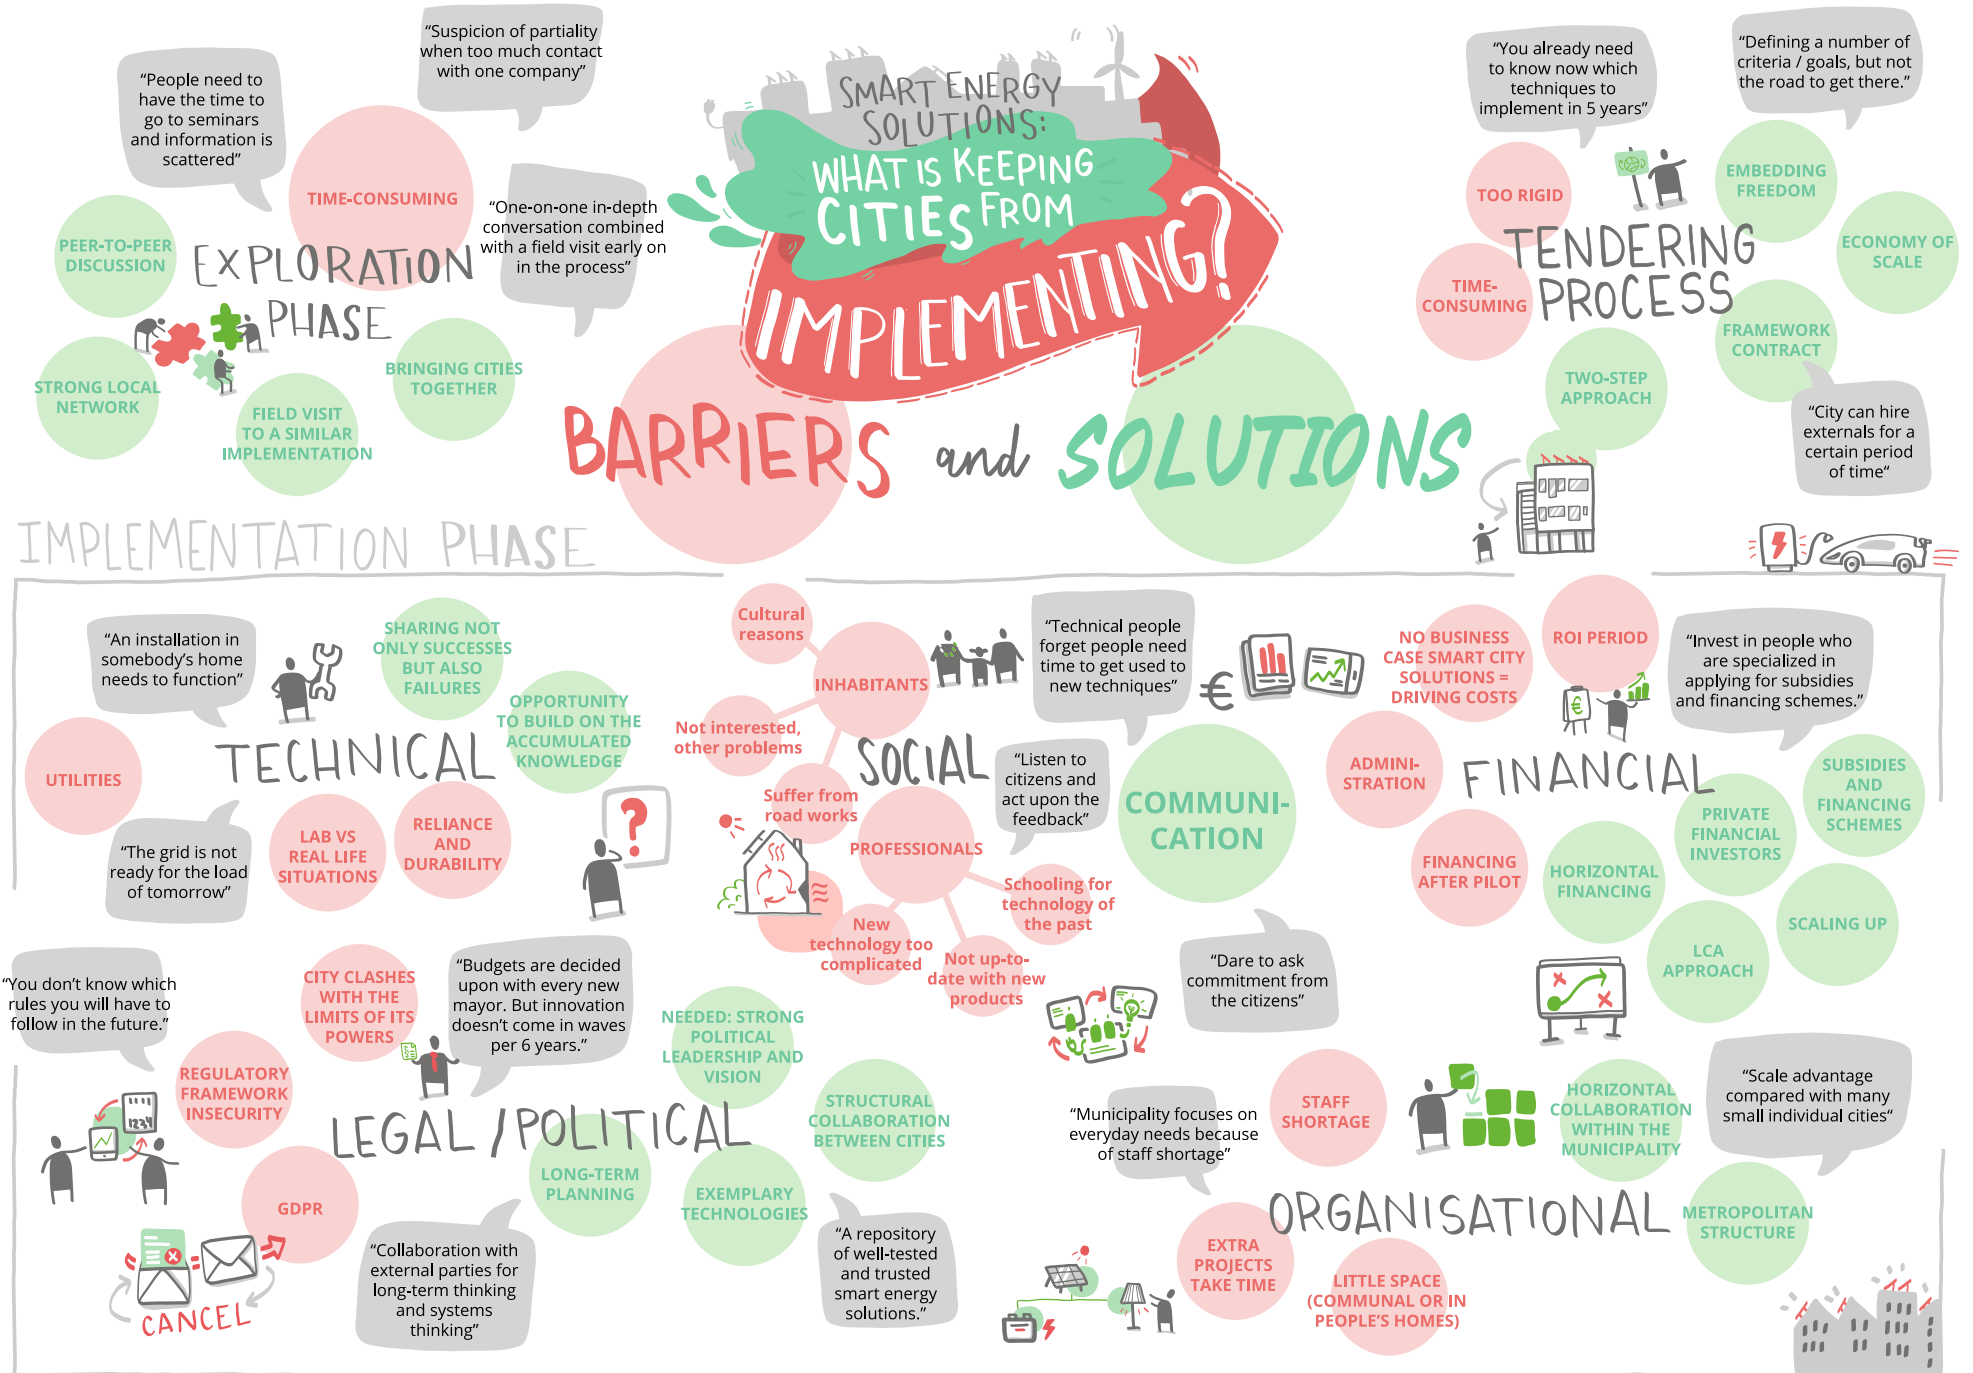 SMART ENERGY
SOLUTIONS:
WHAT IS KEEPING
CITIES FROM
IMPLEMENTING?
BARRIERS and SOLUTIONS
“People need to
have the time to
go to seminars
and information is
scattered”
“Suspicion of partiality
when too much contact
with one company”
TIME-CONSUMING
“One-on-one in-depth
conversation combined
with a field visit early on
in the process”
PEER-TO-PEER
DISCUSSION
EXPLORATION
PHASE
STRONG LOCAL
NETWORK
FIELD VISIT
TO A SIMILAR
IMPLEMENTATION
BRINGING CITIES
TOGETHER
“You already need
to know now which
techniques to
implement in 5 years”
“Defining a number of
criteria / goals, but not
the road to get there.”
TOO RIGID
EMBEDDING
FREEDOM
TENDERING
PROCESS
ECONOMY OF
SCALE
TIME-
CONSUMING
FRAMEWORK
CONTRACT
TWO-STEP
APPROACH
“City can hire
externals for a
certain period
of time“
IMPLEMENTATION PHASE
“An installation in
somebody’s home
needs to function”
SHARING NOT
ONLY SUCCESSES
BUT ALSO
FAILURES
OPPORTUNITY
TO BUILD ON THE
ACCUMULATED
KNOWLEDGE
TECHNICAL
UTILITIES
“The grid is not
ready for the load
of tomorrow”
LAB VS
REAL LIFE
SITUATIONS
RELIANCE
AND
DURABILITY
?
Cultural
reasons
INHABITANTS
Not interested,
other problems
Suffer from
road works
“Technical people
forget people need
time to get used to
new techniques”
SOCIAL
“Listen to
citizens and
act upon the
feedback”
COMMUNI-
CATION
PROFESSIONALS
Schooling for
technology of
the past
New
technology too
complicated
Not up-to-
date with new
products
“Dare to ask
commitment from
the citizens”
€
NO BUSINESS
CASE SMART CITY
SOLUTIONS =
DRIVING COSTS
ROI PERIOD
€
“Invest in people who
are specialized in
applying for subsidies
and financing schemes.”
ADMINI-
STRATION
FINANCIAL
SUBSIDIES
AND
FINANCING
SCHEMES
PRIVATE
FINANCIAL
INVESTORS
FINANCING
AFTER PILOT
HORIZONTAL
FINANCING
SCALING UP
LCA
APPROACH
“You don’t know which
rules you will have to
follow in the future.”
CITY CLASHES
WITH THE
LIMITS OF ITS
POWERS
“Budgets are decided
upon with every new
mayor. But innovation
doesn’t come in waves
per 6 years.”
NEEDED: STRONG
POLITICAL
LEADERSHIP AND
VISION
REGULATORY
FRAMEWORK
INSECURITY
1234
LEGAL / POLITICAL
STRUCTURAL
COLLABORATION
BETWEEN CITIES
LONG-TERM
PLANNING
EXEMPLARY
TECHNOLOGIES
GDPR
CANCEL
“Collaboration with
external parties for
long-term thinking
and systems
thinking”
“A repository
of well-tested
and trusted
smart energy
solutions.”
“Municipality focuses on
everyday needs because
of staff shortage”
STAFF
SHORTAGE
HORIZONTAL
COLLABORATION
WITHIN THE
MUNICIPALITY
“Scale advantage
compared with many
small individual cities“
ORGANISATIONAL
METROPOLITAN
STRUCTURE
EXTRA
PROJECTS
TAKE TIME
LITTLE SPACE
(COMMUNAL OR IN
PEOPLE’S HOMES)